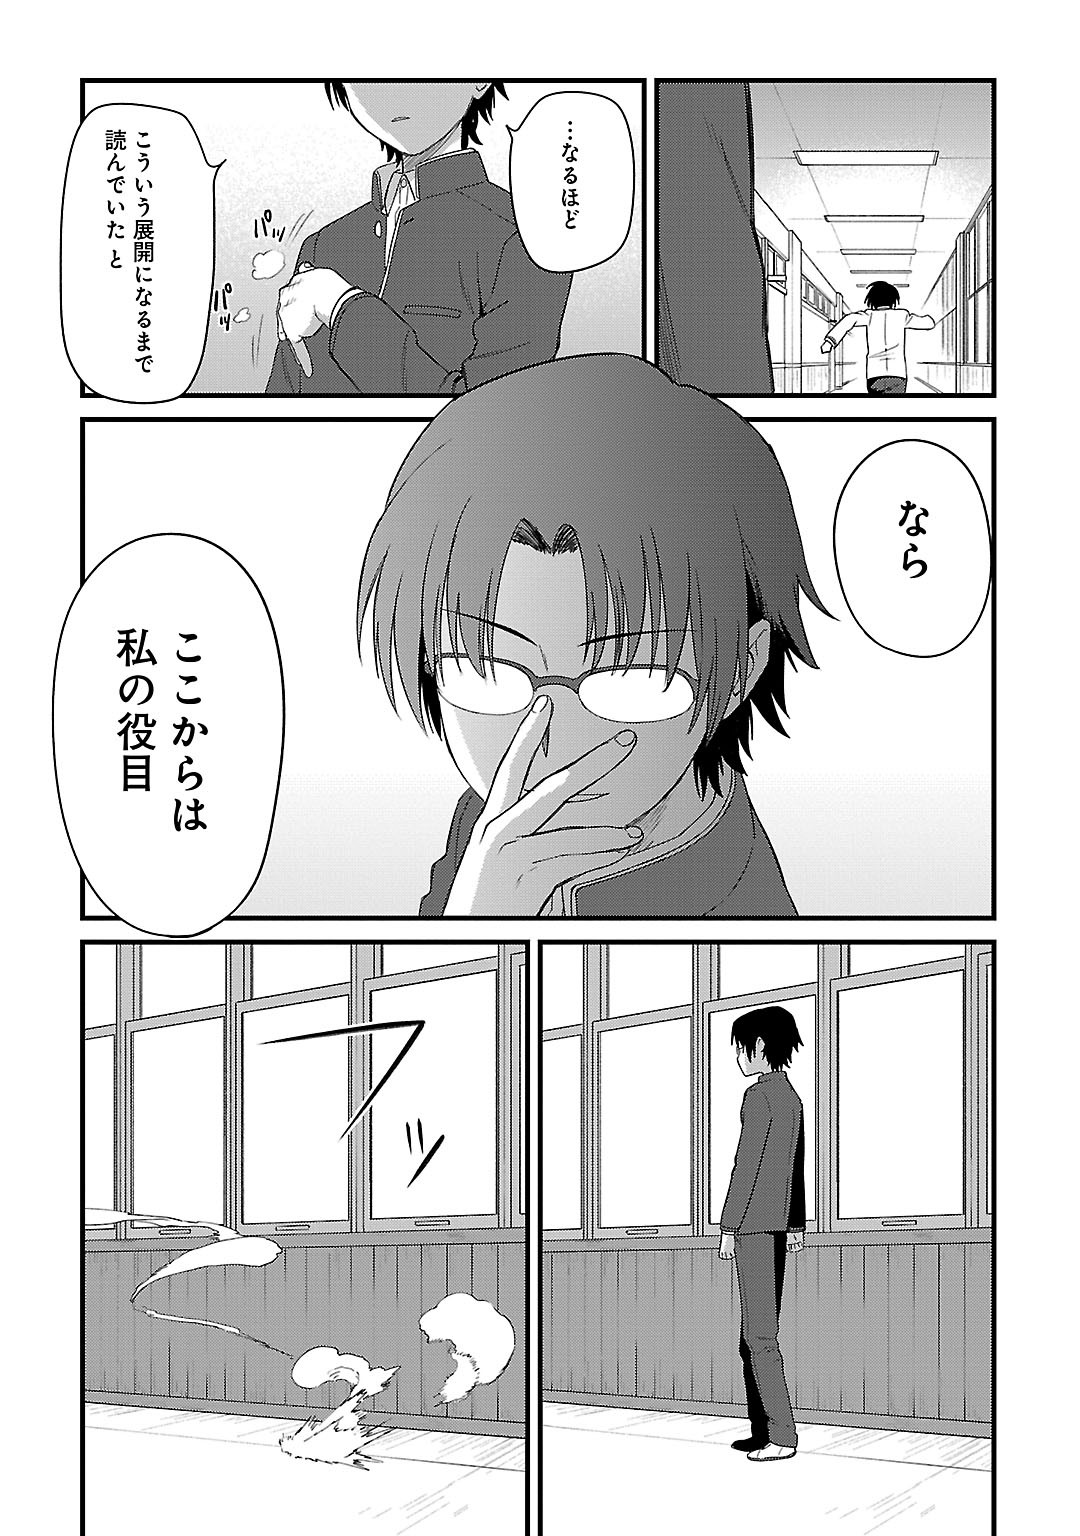 …なるほど
こういう展開になるまで
読んでいたと
パッ
パッ
なら
ここからは
私の役目
フッ